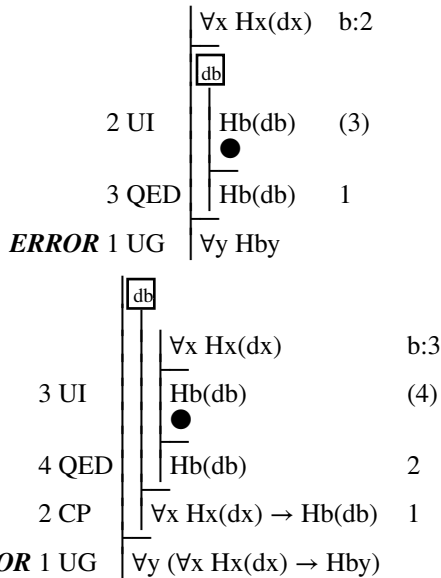 ∀x Hx(dx) b:2
db
2 UI Hb(db) (3)
3 QED Hb(db) 1
ERROR 1 UG ∀y Hby
db
∀x Hx(dx) b:3
3 UI Hb(db) (4)
4 QED Hb(db) 2
2 CP ∀x Hx(dx) → Hb(db) 1
OR 1 UG ∀y (∀x Hx(dx) → Hby)